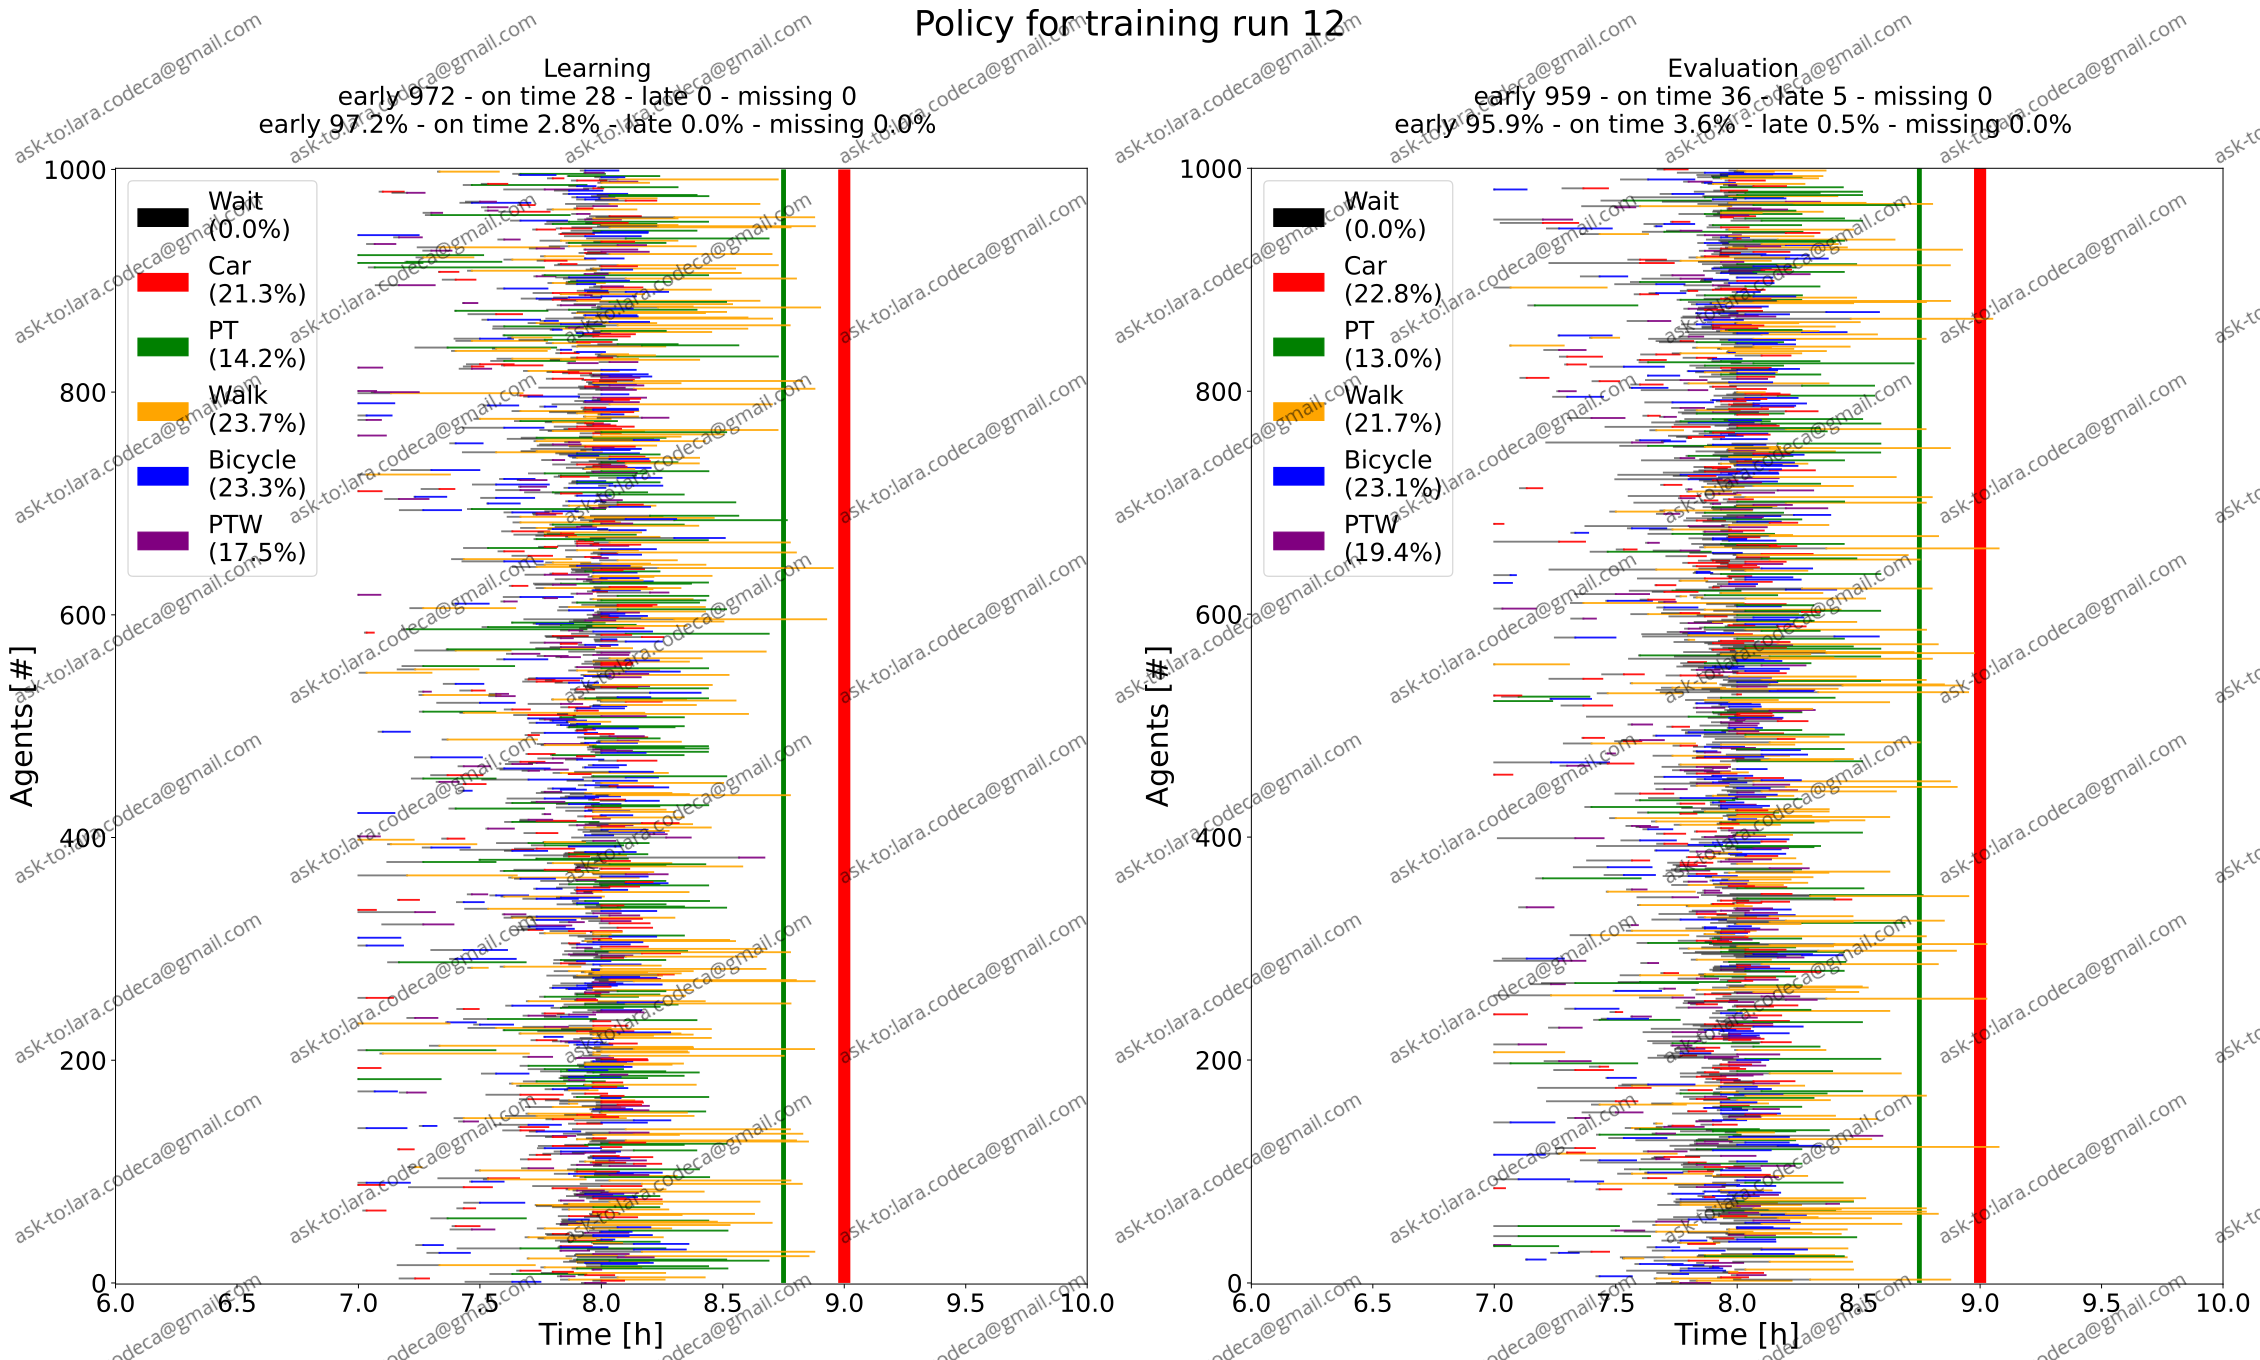 Policy for training run 12
Learning
early 972 - on time 28 - late 0 - missing 0
early 97.2% - on time 2.8% - late 0.0% - missing 0.0%
Wait
(0.0%)
Car
(21.3%)
PT
(14.2%)
Walk
(23.7%)
Bicycle
(23.3%)
PTW
(17.5%)
Agents [#]
1000
800
600
400
200
0
6.0 6.5 7.0 7.5 8.0 8.5 9.0 9.5 10.0
Time [h]
Evaluation
early 959 - on time 36 - late 5 - missing 0
early 95.9% - on time 3.6% - late 0.5% - missing 0.0%
Wait
(0.0%)
Car
(22.8%)
PT
(13.0%)
Walk
(21.7%)
Bicycle
(23.1%)
PTW
(19.4%)
Agents [#]
1000
800
600
400
200
0
6.0 6.5 7.0 7.5 8.0 8.5 9.0 9.5 10.0
Time [h]
ask-to:lara.codeca@gmail.com